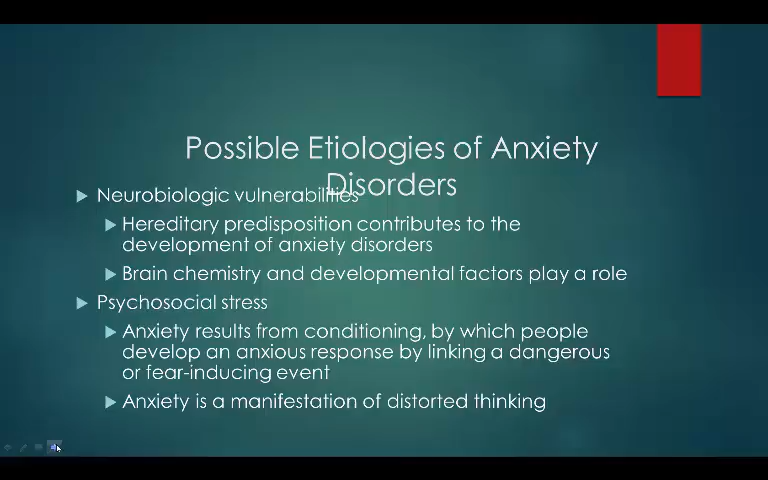 Possible Etiologies of Anxiety
Disorders
Neurobiologic vulnerabilities
Hereditary predisposition contributes to the
development of anxiety disorders
Brain chemistry and developmental factors play a role
Psychosocial stress
Anxiety results from conditioning, by which people
develop an anxious response by linking a dangerous
or fear-inducing event
Anxiety is a manifestation of distorted thinking